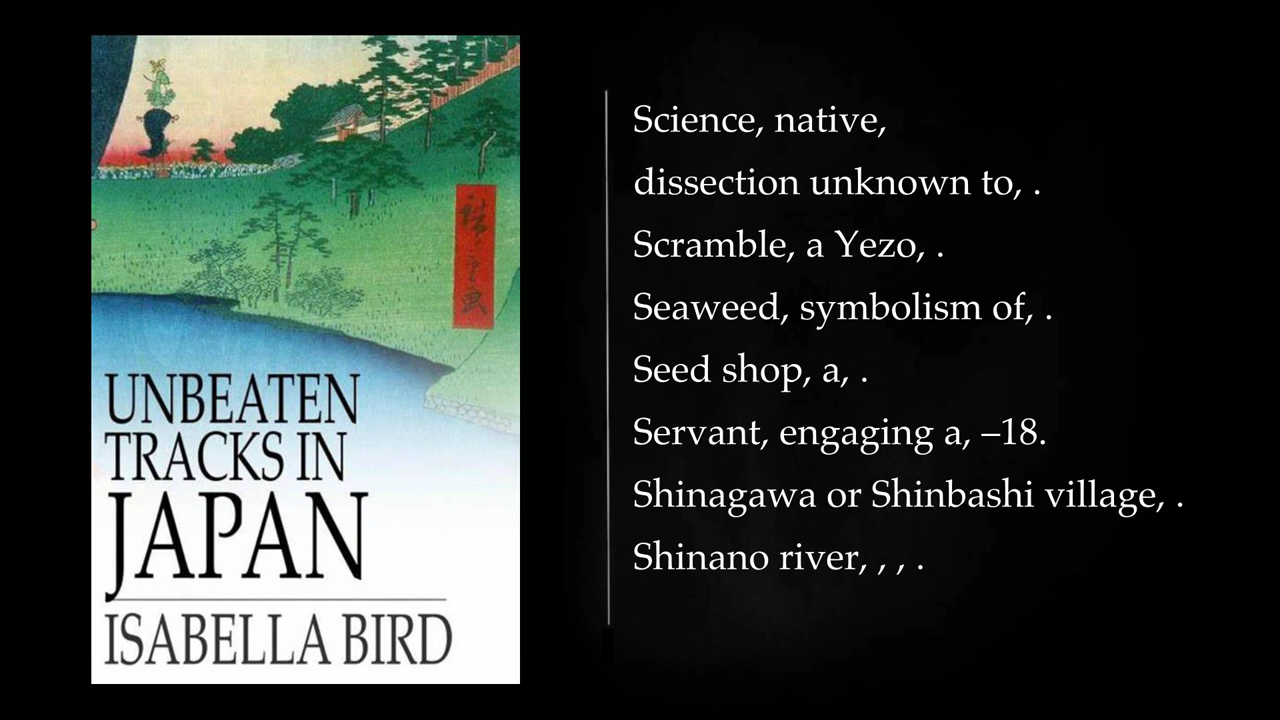 UNBEATEN
TRACKS IN
JAPAN
ISABELLA BIRD
Science, native,
dissection unknown to, .
Scramble, a Yezo, .
Seaweed, symbolism of, .
Seed shop, a, .
Servant, engaging a, –18.
Shinagawa or Shinbashi village, .
Shinano river, , , .